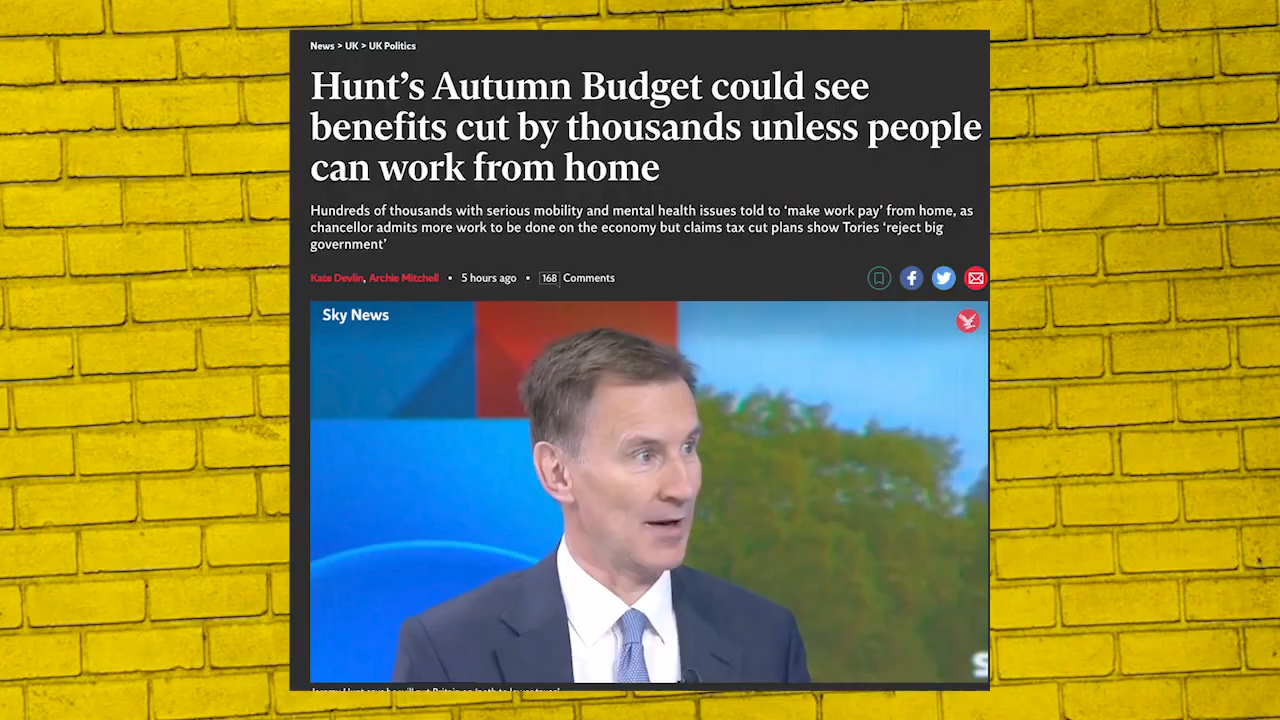 News > UK > UK Politics
Hunt’s Autumn Budget could see
benefits cut by thousands unless people
can work from home
Hundreds of thousands with serious mobility and mental health issues told to ‘make work pay’ from home, as
chancellor admits more work to be done on the economy but claims tax cut plans show Tories ‘reject big
government’
Kate Devlin, Archie Mitchell • 5 hours ago • 168 Comments
Sky News
S